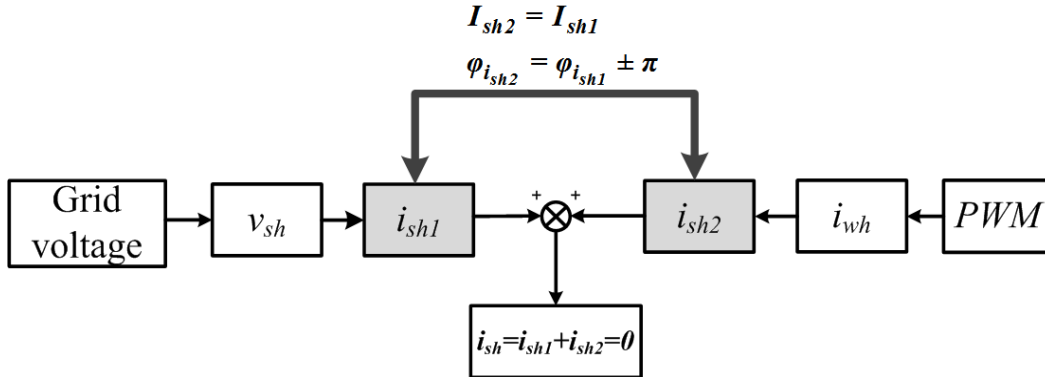 I_sh2 = I_sh1
φ_i_sh2 = φ_i_sh1 ± π
Grid
voltage
v_sh
i_sh1
+
+
i_sh2
i_wh
PWM
i_sh=i_sh1+i_sh2=0